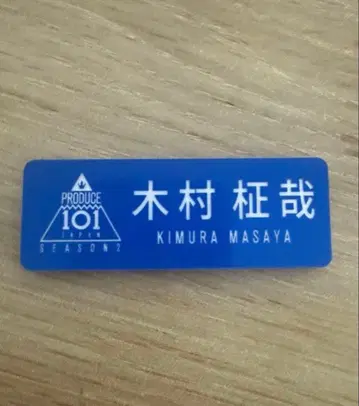 PRODUCE
101
JAPAN
SEASON2
木村 柾哉
KIMURA MASAYA